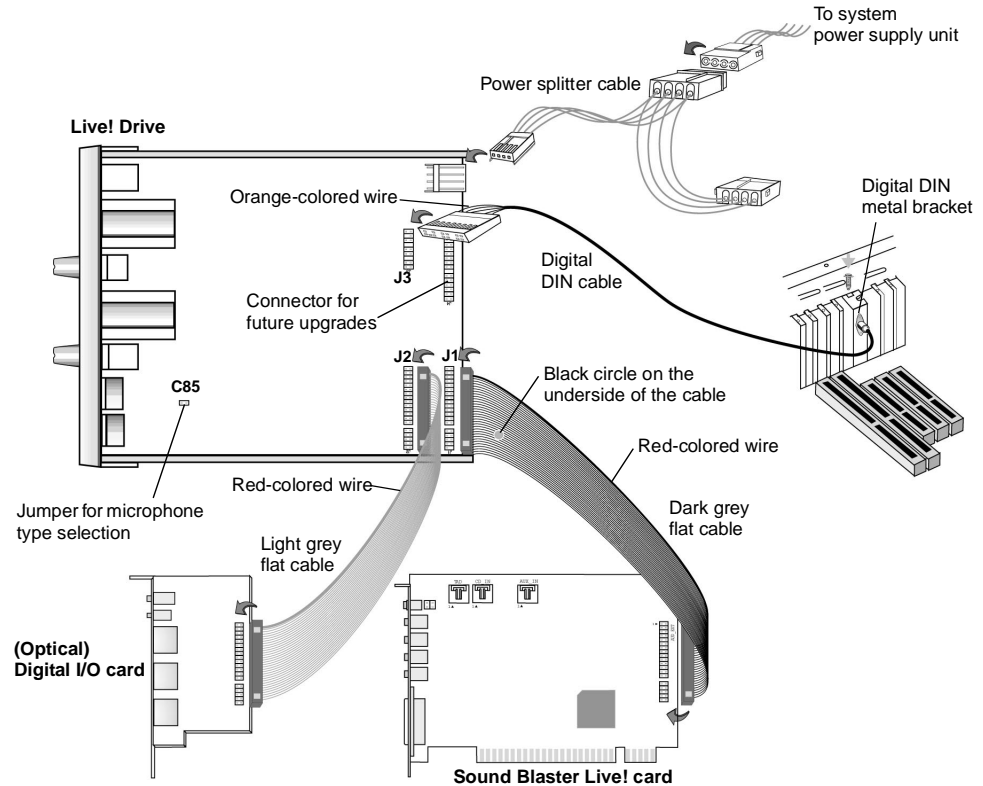 To system
power supply unit
Power splitter cable
Live! Drive
Orange-colored wire
Digital DIN
metal bracket
J3
Digital
DIN cable
Connector for
future upgrades
J2
J1
C85
Black circle on the
underside of the cable
Red-colored wire
Red-colored wire
Jumper for microphone
type selection
Dark grey
flat cable
Light grey
flat cable
TAD
CD_IN
AUX_IN
(Optical)
Digital I/O card
Sound Blaster Live! card